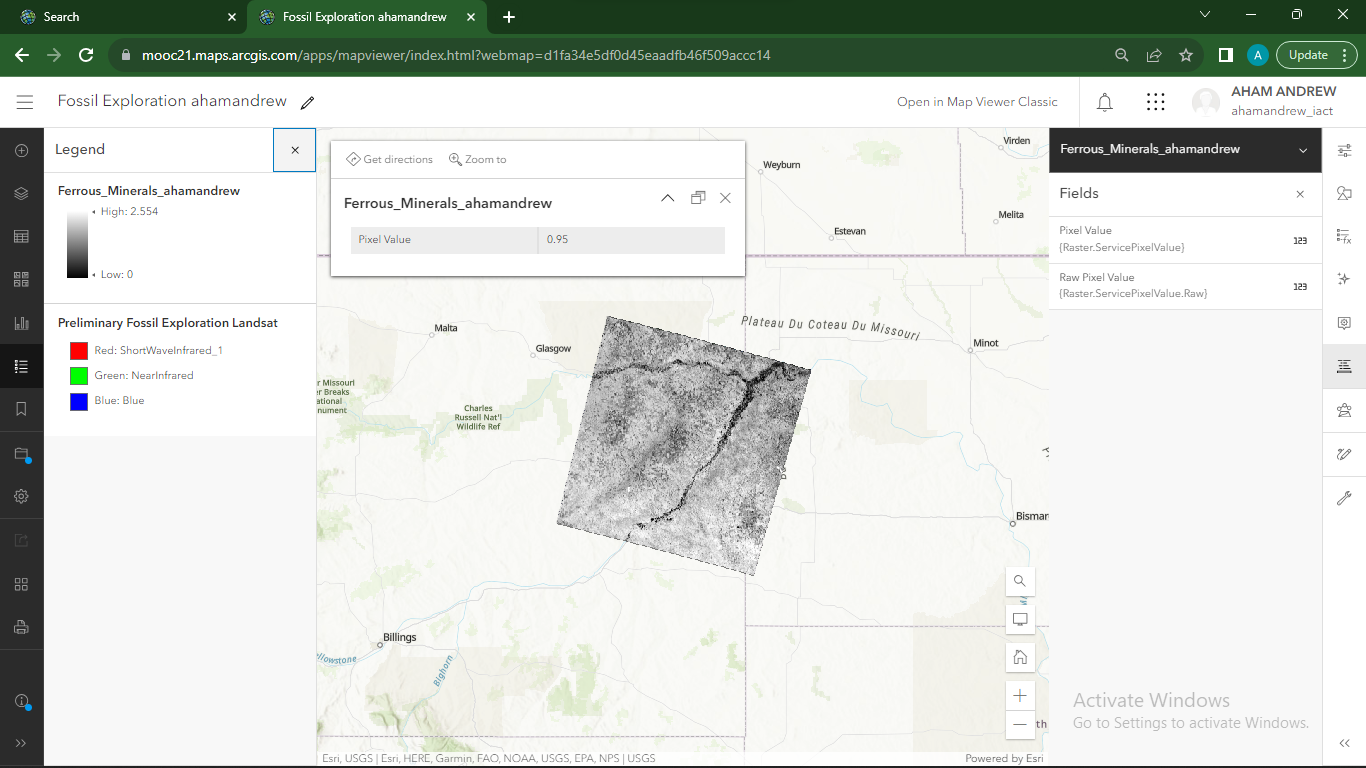 Search
Fossil Exploration ahamandrew
mooc21.maps.arcgis.com/apps/mapviewer/index.html?webmap=d1fa34e5df0d45eaadfb46f509accc14
A
Update
Fossil Exploration ahamandrew
Open in Map Viewer Classic
AHAM ANDREW
ahamandrew_iact
Legend
Ferrous_Minerals_ahamandrew
High: 2.554
Low: 0
Preliminary Fossil Exploration Landsat
Red: ShortWaveInfrared_1
Green: NearInfrared
Blue: Blue
Get directions
Zoom to
Ferrous_Minerals_ahamandrew
Pixel Value
0.95
Virden
Weyburn
Melita
Estevan
Plateau Du Coteau Du Missouri
Malta
Glasgow
Minot
r Missouri
er Breaks
ational
nument
Charles
Russell Nat'l
Wildlife Ref
Bismar
Billings
llowstone
Bighorn
th
Esri, USGS | Esri, HERE, Garmin, FAO, NOAA, USGS, EPA, NPS | USGS
Powered by Esri
Ferrous_Minerals_ahamandrew
Fields
Pixel Value
{Raster.ServicePixelValue}
123
Raw Pixel Value
{Raster.ServicePixelValue.Raw}
123
Activate Windows
Go to Settings to activate Windows.